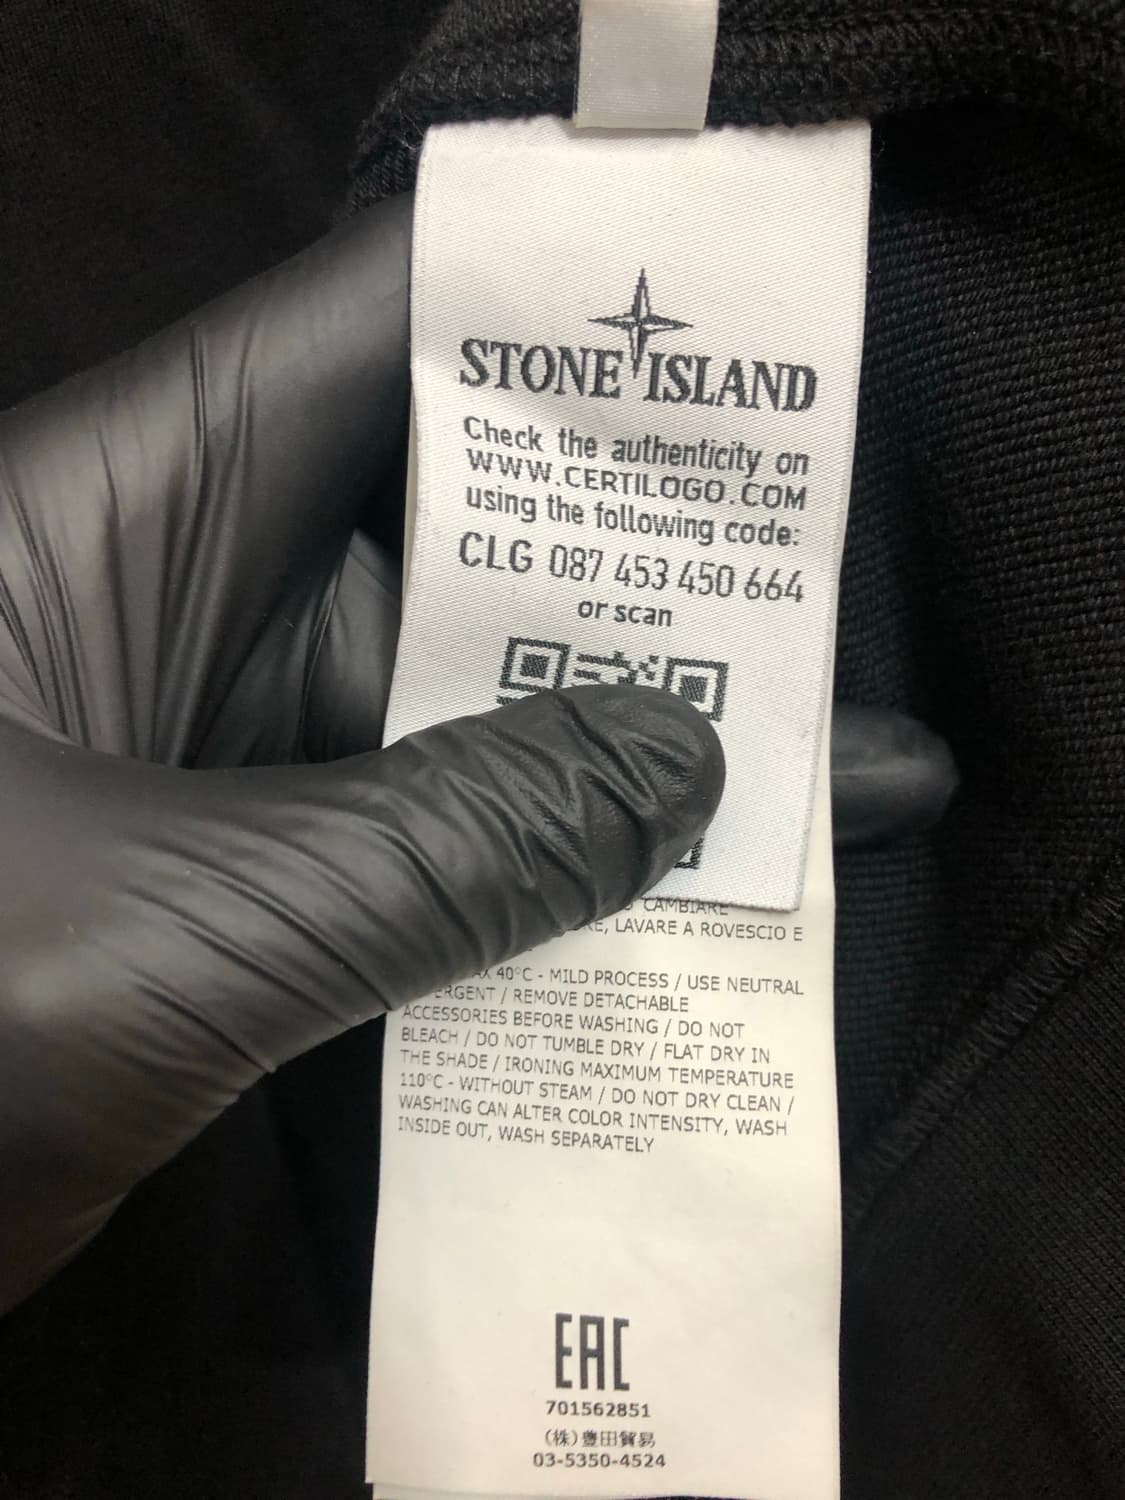 STONE ISLAND
Check the authenticity on
WWW.CERTILOGO.COM
using the following code:
CLG 087 453 450 664
or scan
CAMBIARE
LAVARE A ROVESCIO E
40°C - MILD PROCESS / USE NEUTRAL
/ REMOVE DETACHABLE
ACCESSORIES BEFORE WASHING / DO NOT
BLEACH / DO NOT TUMBLE DRY / FLAT DRY IN
THE SHADE / IRONING MAXIMUM TEMPERATURE
110°C - WITHOUT STEAM / DO NOT DRY CLEAN /
WASHING CAN ALTER COLOR INTENSITY, WASH
INSIDE OUT, WASH SEPARATELY
EAC
701562851
(株)豊田貿易
03-5350-4524